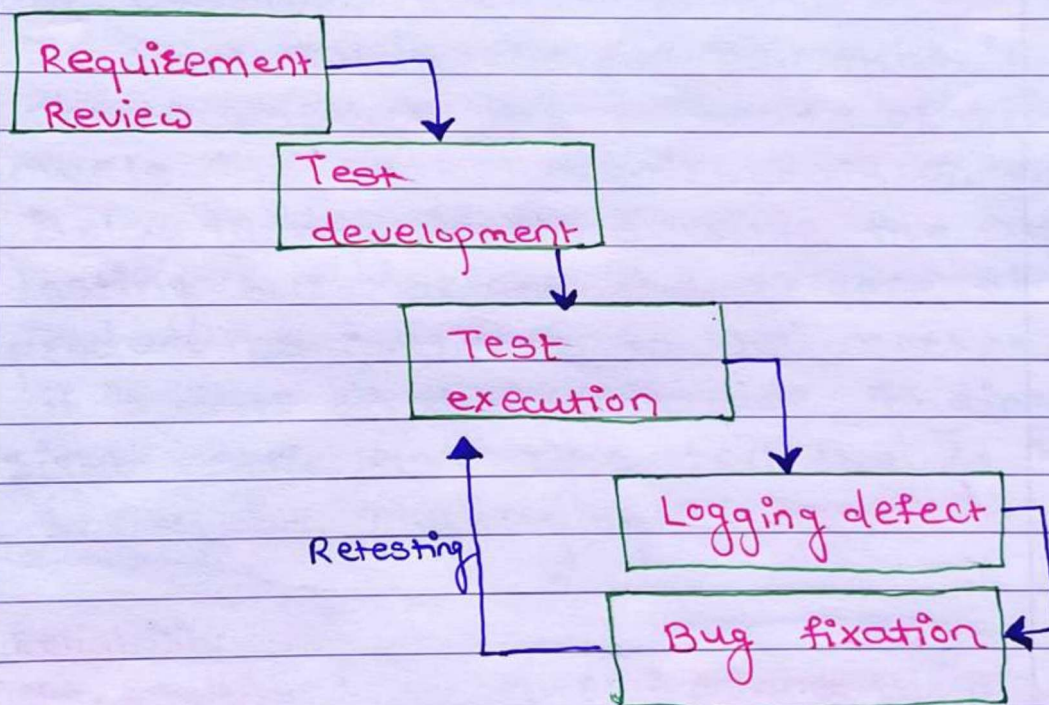 Requirement
Review
Test
development
Test
execution
Logging defect
Retesting
Bug fixation